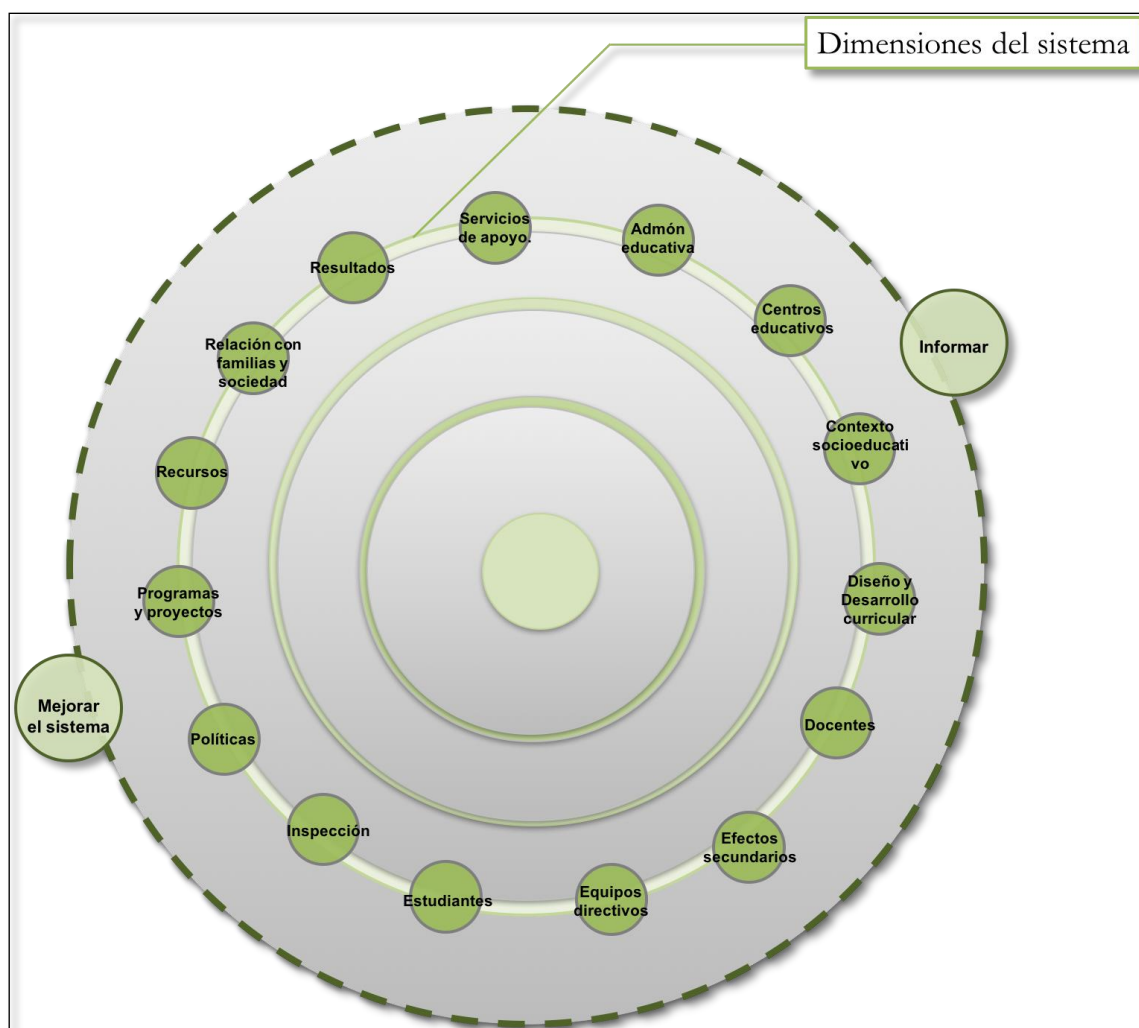 Dimensiones del sistema
Servicios
de apoyo.
Admón
educativa
Centros
educativos
Informar
Contexto
socioeducati
vo
Diseño y
Desarrollo
curricular
Docentes
Efectos
secundarios
Equipos
directivos
Estudiantes
Inspección
Políticas
Mejorar
el sistema
Programas
y proyectos
Recursos
Relación con
familias y
sociedad
Resultados